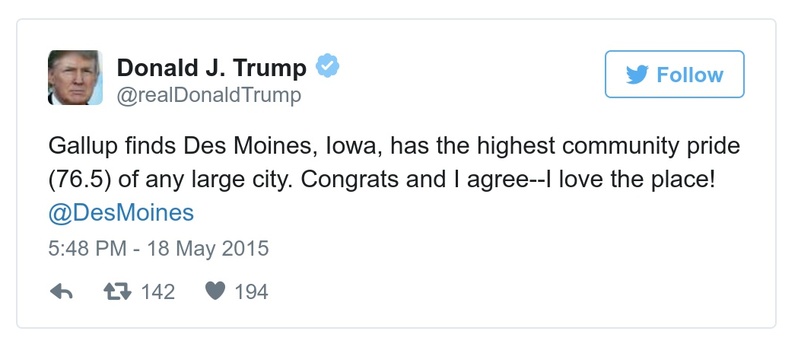 Donald J. Trump
@realDonaldTrump
Follow
Gallup finds Des Moines, Iowa, has the highest community pride
(76.5) of any large city. Congrats and I agree--I love the place!
@DesMoines
5:48 PM - 18 May 2015
142 194